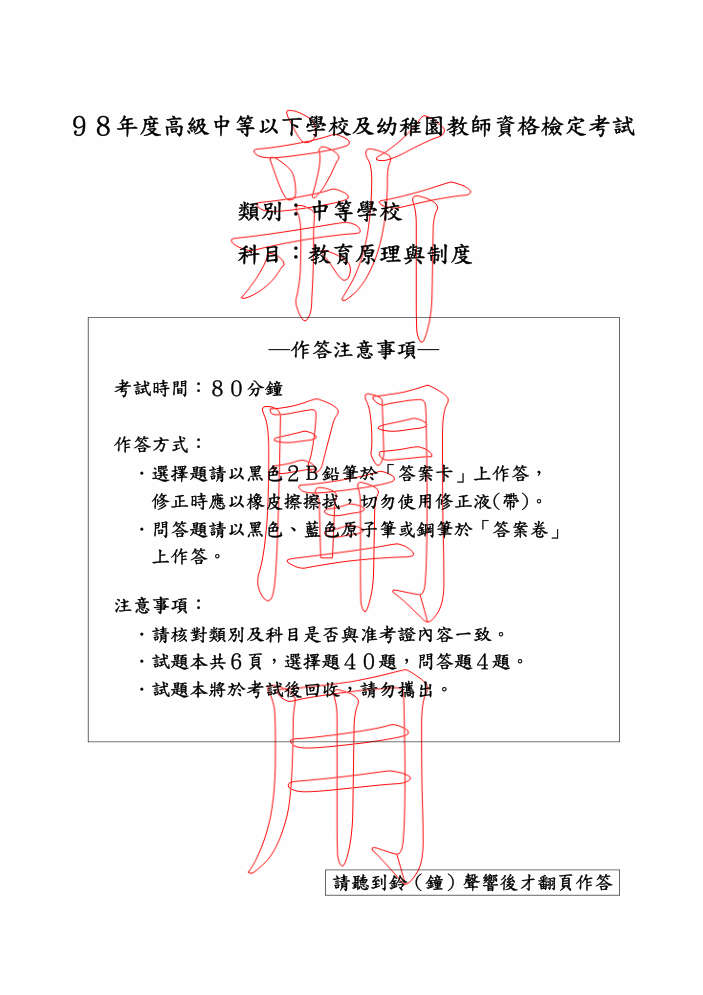 98年度高級中等以下學校及幼稚園教師資格檢定考試
類別：中等學校
科目：教育原理與制度
—作答注意事項—
考試時間：80分鐘
作答方式：
・選擇題請以黑色2B鉛筆於「答案卡」上作答，
修正時應以橡皮擦擦拭，切勿使用修正液(帶)。
・問答題請以黑色、藍色原子筆或鋼筆於「答案卷」
上作答。
注意事項：
・請核對類別及科目是否與准考證內容一致。
・試題本共6頁，選擇題40題，問答題4題。
・試題本將於考試後回收，請勿攜出。
請聽到鈴（鐘）聲響後才翻頁作答
新聞用